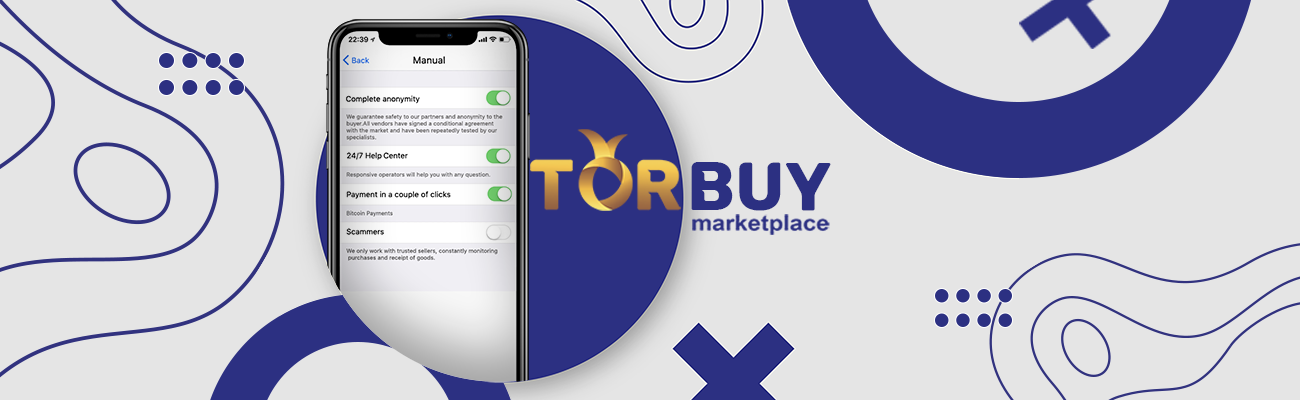 22:39
Back
Manual
Complete anonymity
We guarantee safety to our partners and anonymity to the
buyer.All vendors have signed a conditional agreement
with the market and have been repeatedly tested by our
specialists.
24/7 Help Center
Responsive operators will help you with any question.
Payment in a couple of clicks
Bitcoin Payments
Scammers
We only work with trusted sellers, constantly monitoring
purchases and receipt of goods.
TORBUY
marketplace